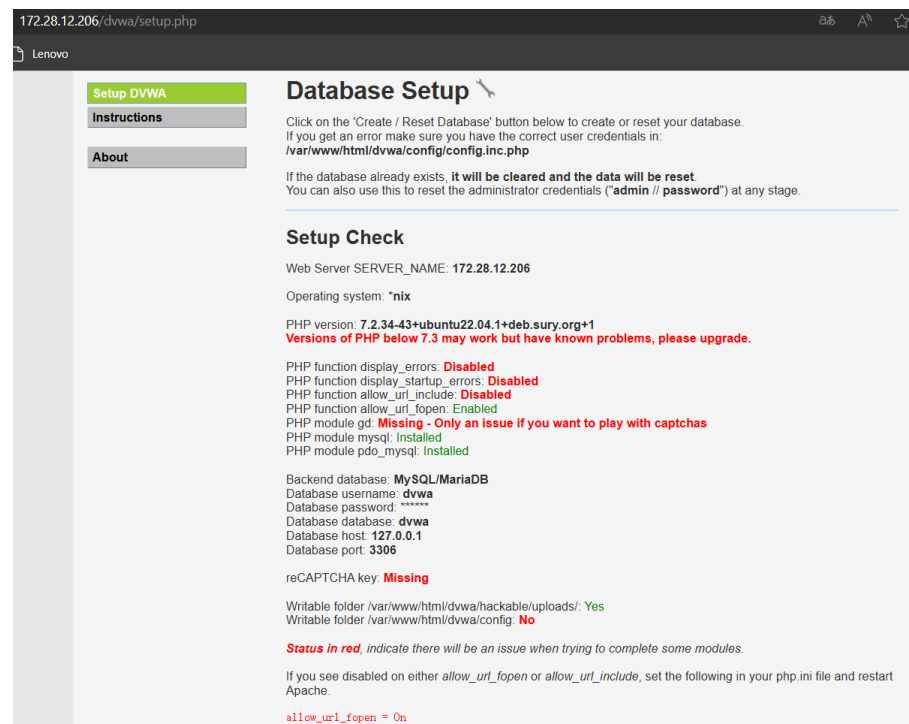 172.28.12.206/dvwa/setup.php
Lenovo
Setup DVWA
Instructions
About
Database Setup
Click on the 'Create / Reset Database' button below to create or reset your database.
If you get an error make sure you have the correct user credentials in:
/var/www/html/dvwa/config/config.inc.php
If the database already exists, it will be cleared and the data will be reset.
You can also use this to reset the administrator credentials ("admin // password") at any stage.
Setup Check
Web Server SERVER_NAME: 172.28.12.206
Operating system: *nix
PHP version: 7.2.34-43+ubuntu22.04.1+deb.sury.org+1
Versions of PHP below 7.3 may work but have known problems, please upgrade.
PHP function display_errors: Disabled
PHP function display_startup_errors: Disabled
PHP function allow_url_include: Disabled
PHP function allow_url_fopen: Enabled
PHP module gd: Missing - Only an issue if you want to play with captchas
PHP module mysql: Installed
PHP module pdo_mysql: Installed
Backend database: MySQL/MariaDB
Database username: dvwa
Database password: ******
Database database: dvwa
Database host: 127.0.0.1
Database port: 3306
reCAPTCHA key: Missing
Writable folder /var/www/html/dvwa/hackable/uploads/: Yes
Writable folder /var/www/html/dvwa/config: No
Status in red, indicate there will be an issue when trying to complete some modules.
If you see disabled on either allow_url_fopen or allow_url_include, set the following in your php.ini file and restart
Apache.
allow_url_fopen = On